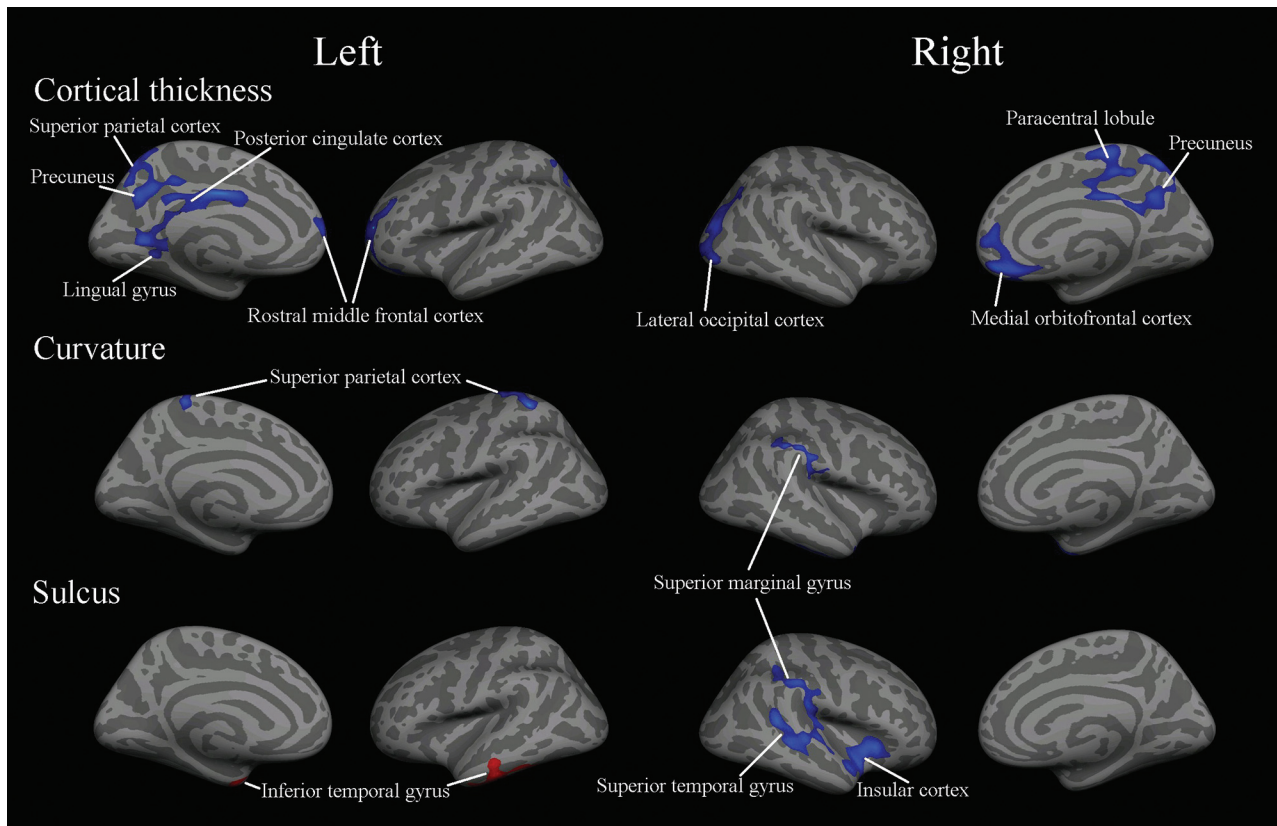 Left
Right
Cortical thickness
Superior parietal cortex
Posterior cingulate cortex
Precuneus
Lingual gyrus
Rostral middle frontal cortex
Paracentral lobule
Precuneus
Lateral occipital cortex
Medial orbitofrontal cortex
Curvature
Superior parietal cortex
Superior marginal gyrus
Sulcus
Inferior temporal gyrus
Superior temporal gyrus
Insular cortex